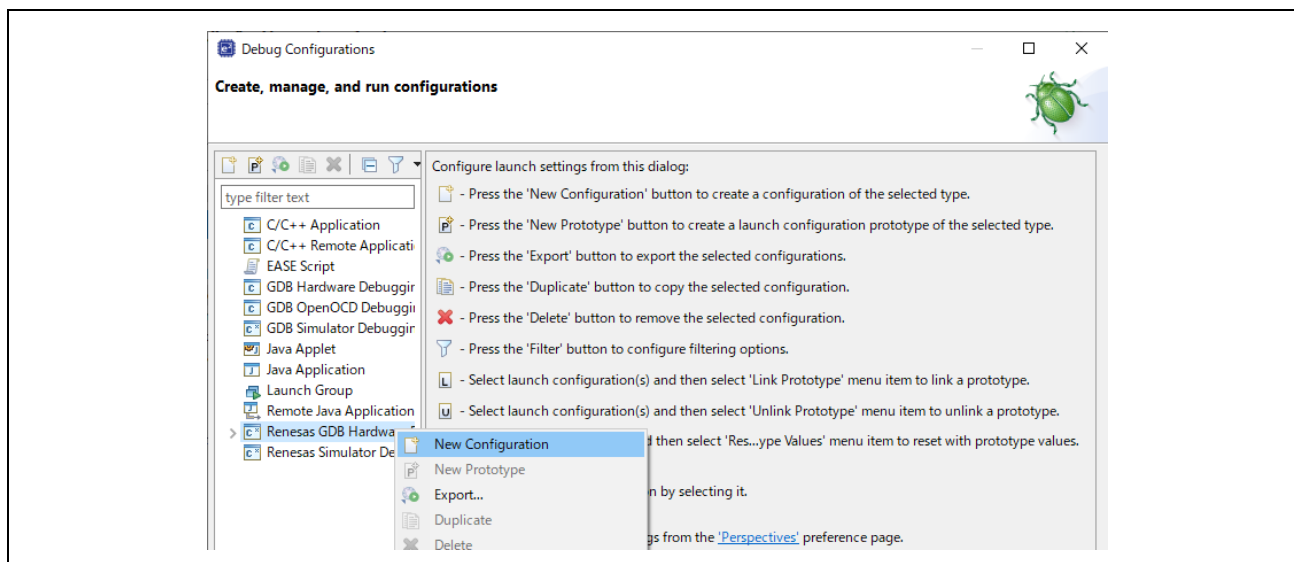 Debug Configurations
Create, manage, and run configurations
type filter text
C/C++ Application
C/C++ Remote Applicati
EASE Script
GDB Hardware Debuggir
GDB OpenOCD Debuggii
GDB Simulator Debuggir
Java Applet
Java Application
Launch Group
Remote Java Application
Renesas GDB Hardwa
Renesas Simulator De
Configure launch settings from this dialog:
- Press the 'New Configuration' button to create a configuration of the selected type.
- Press the 'New Prototype' button to create a launch configuration prototype of the selected type.
- Press the 'Export' button to export the selected configurations.
- Press the 'Duplicate' button to copy the selected configuration.
- Press the 'Delete' button to remove the selected configuration.
- Press the 'Filter' button to configure filtering options.
L - Select launch configuration(s) and then select 'Link Prototype' menu item to link a prototype.
U - Select launch configuration(s) and then select 'Unlink Prototype' menu item to unlink a prototype.
then select 'Res...ype Values' menu item to reset with prototype values.
n by selecting it.
gs from the 'Perspectives' preference page.
New Configuration
New Prototype
Export...
Duplicate
Delete